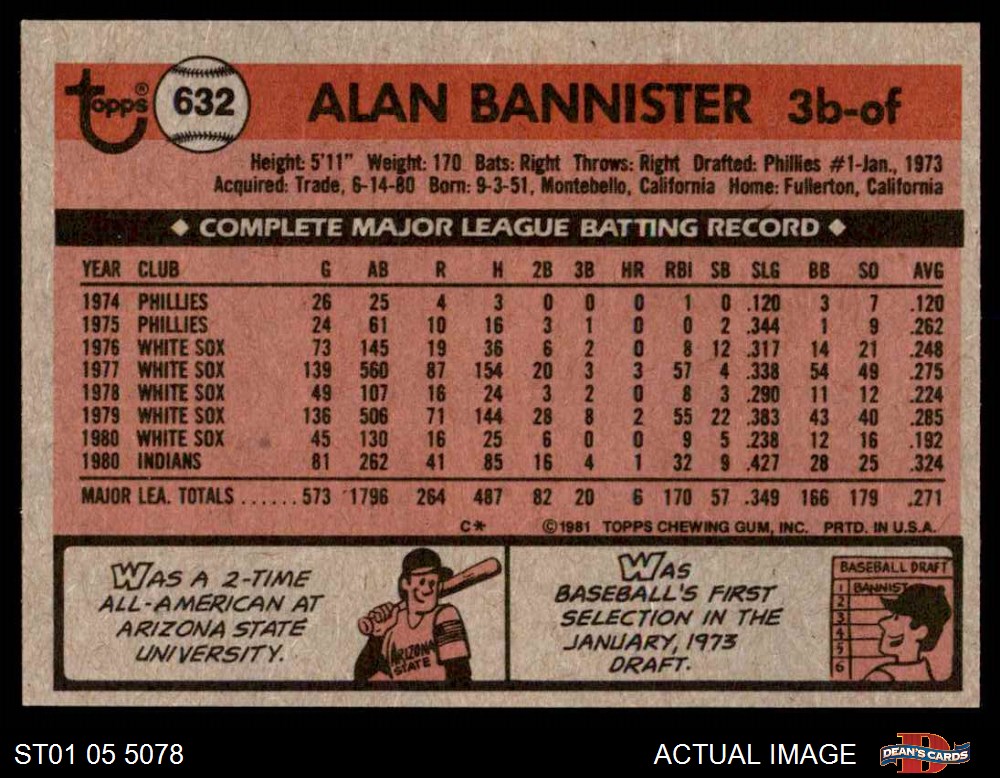 Topps® 632 ALAN BANNISTER 3b-of
Height: 5'11" Weight: 170 Bats: Right Throws: Right Drafted: Phillies #1-Jan., 1973
Acquired: Trade, 6-14-80 Born: 9-3-51, Montebello, California Home: Fullerton, California
◆ COMPLETE MAJOR LEAGUE BATTING RECORD ◆
YEAR CLUB G AB R H 2B 3B HR RBI SB SLG BB SO AVG
1974 PHILLIES 26 25 4 3 0 0 0 1 0 .120 3 7 .120
1975 PHILLIES 24 61 10 16 3 1 0 0 2 .344 1 9 .262
1976 WHITE SOX 73 145 19 36 6 2 0 8 12 .317 14 21 .248
1977 WHITE SOX 139 560 87 154 20 3 3 57 4 .338 54 49 .275
1978 WHITE SOX 49 107 16 24 3 2 0 8 3 .290 11 12 .224
1979 WHITE SOX 136 506 71 144 28 8 2 55 22 .383 43 40 .285
1980 WHITE SOX 45 130 16 25 6 0 0 9 5 .238 12 16 .192
1980 INDIANS 81 262 41 85 16 4 1 32 9 .427 28 25 .324
MAJOR LEA. TOTALS ...... 573 1796 264 487 82 20 6 170 57 .349 166 179 .271
C* ©1981 TOPPS CHEWING GUM, INC. PRTD. IN U.S.A.
WAS A 2-TIME
ALL-AMERICAN AT
ARIZONA STATE
UNIVERSITY.
ARIZONA
STATE
WAS
BASEBALL'S FIRST
SELECTION IN THE
JANUARY, 1973
DRAFT.
BASEBALL DRAFT
1 BANNIST
2
3
4
5
6
ST01 05 5078
ACTUAL IMAGE
D
DEAN'S CARDS